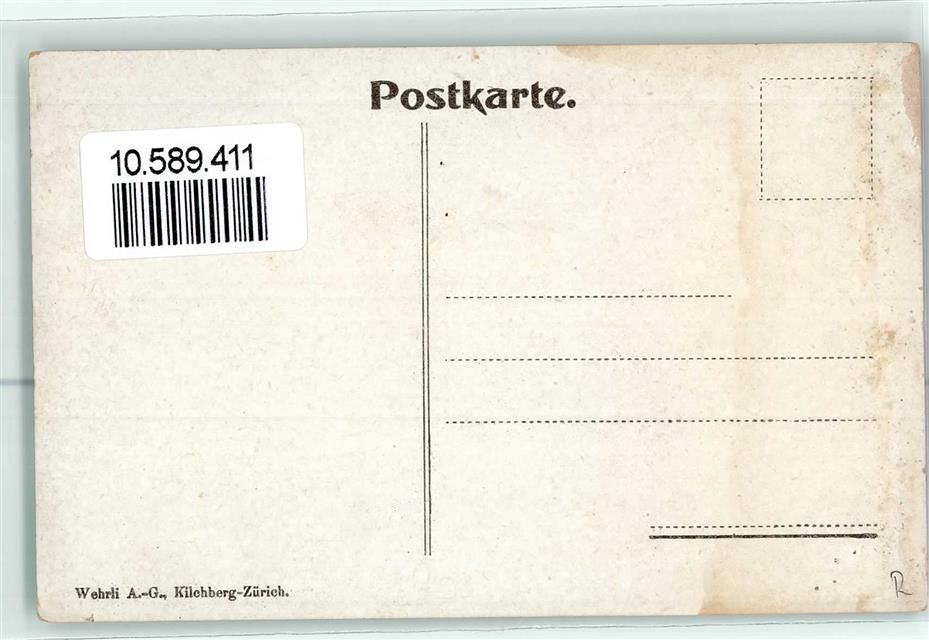 Postkarte.
10.589.411
Wehrli A.-G., Kilchberg-Zürich.
R